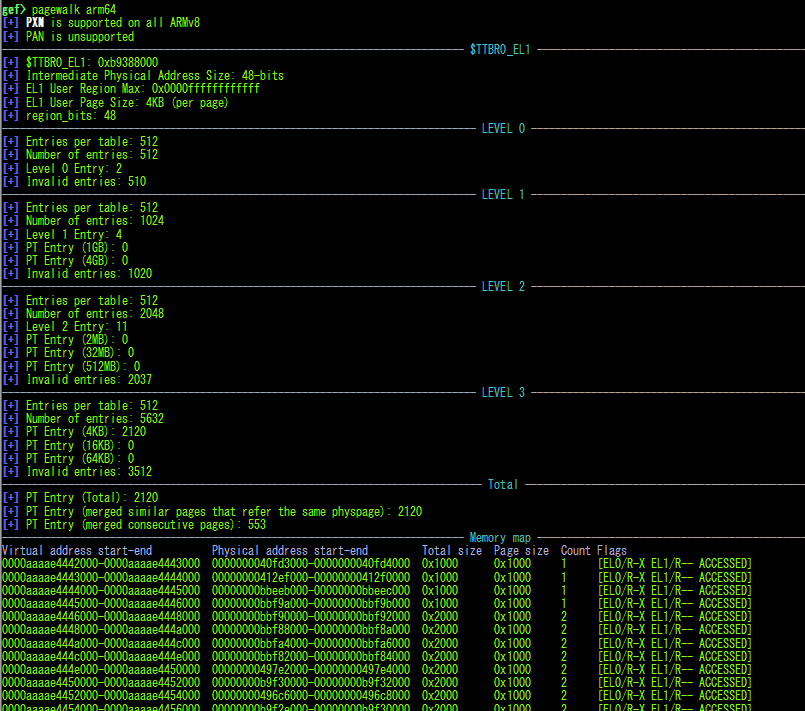 gef> pagewalk arm64
[+] PXN is supported on all ARMv8
[+] PAN is unsupported
$TTBR0_EL1
[+] $TTBR0_EL1: 0xb9388000
[+] Intermediate Physical Address Size: 48-bits
[+] EL1 User Region Max: 0x0000ffffffffffff
[+] EL1 User Page Size: 4KB (per page)
[+] region_bits: 48
LEVEL 0
[+] Entries per table: 512
[+] Number of entries: 512
[+] Level 0 Entry: 2
[+] Invalid entries: 510
LEVEL 1
[+] Entries per table: 512
[+] Number of entries: 1024
[+] Level 1 Entry: 4
[+] PT Entry (1GB): 0
[+] PT Entry (4GB): 0
[+] Invalid entries: 1020
LEVEL 2
[+] Entries per table: 512
[+] Number of entries: 2048
[+] Level 2 Entry: 11
[+] PT Entry (2MB): 0
[+] PT Entry (32MB): 0
[+] PT Entry (512MB): 0
[+] Invalid entries: 2037
LEVEL 3
[+] Entries per table: 512
[+] Number of entries: 5632
[+] PT Entry (4KB): 2120
[+] PT Entry (16KB): 0
[+] PT Entry (64KB): 0
[+] Invalid entries: 3512
Total
[+] PT Entry (Total): 2120
[+] PT Entry (merged similar pages that refer the same physpage): 2120
[+] PT Entry (merged consecutive pages): 553
Memory map
Virtual address start-end Physical address start-end Total size Page size Count Flags
0000aaaae4442000-0000aaaae4443000 0000000040fd3000-0000000040fd4000 0x1000 0x1000 1 [EL0/R-X EL1/R-- ACCESSED]
0000aaaae4443000-0000aaaae4444000 00000000412ef000-00000000412f0000 0x1000 0x1000 1 [EL0/R-X EL1/R-- ACCESSED]
0000aaaae4444000-0000aaaae4445000 00000000bbeeb000-00000000bbeec000 0x1000 0x1000 1 [EL0/R-X EL1/R-- ACCESSED]
0000aaaae4445000-0000aaaae4446000 00000000bbf9a000-00000000bbf9b000 0x1000 0x1000 1 [EL0/R-X EL1/R-- ACCESSED]
0000aaaae4446000-0000aaaae4448000 00000000bbf90000-00000000bbf92000 0x2000 0x1000 2 [EL0/R-X EL1/R-- ACCESSED]
0000aaaae4448000-0000aaaae444a000 00000000bbf88000-00000000bbf8a000 0x2000 0x1000 2 [EL0/R-X EL1/R-- ACCESSED]
0000aaaae444a000-0000aaaae444c000 00000000bbfa4000-00000000bbfa6000 0x2000 0x1000 2 [EL0/R-X EL1/R-- ACCESSED]
0000aaaae444c000-0000aaaae444e000 00000000bbf82000-00000000bbf84000 0x2000 0x1000 2 [EL0/R-X EL1/R-- ACCESSED]
0000aaaae444e000-0000aaaae4450000 00000000497e2000-00000000497e4000 0x2000 0x1000 2 [EL0/R-X EL1/R-- ACCESSED]
0000aaaae4450000-0000aaaae4452000 00000000b9f30000-00000000b9f32000 0x2000 0x1000 2 [EL0/R-X EL1/R-- ACCESSED]
0000aaaae4452000-0000aaaae4454000 00000000496c6000-00000000496c8000 0x2000 0x1000 2 [EL0/R-X EL1/R-- ACCESSED]
0000aaaae4454000-0000aaaae4456000 00000000b9f2e000-00000000b9f30000 0x2000 0x1000 2 [EL0/R-X EL1/R-- ACCESSED]